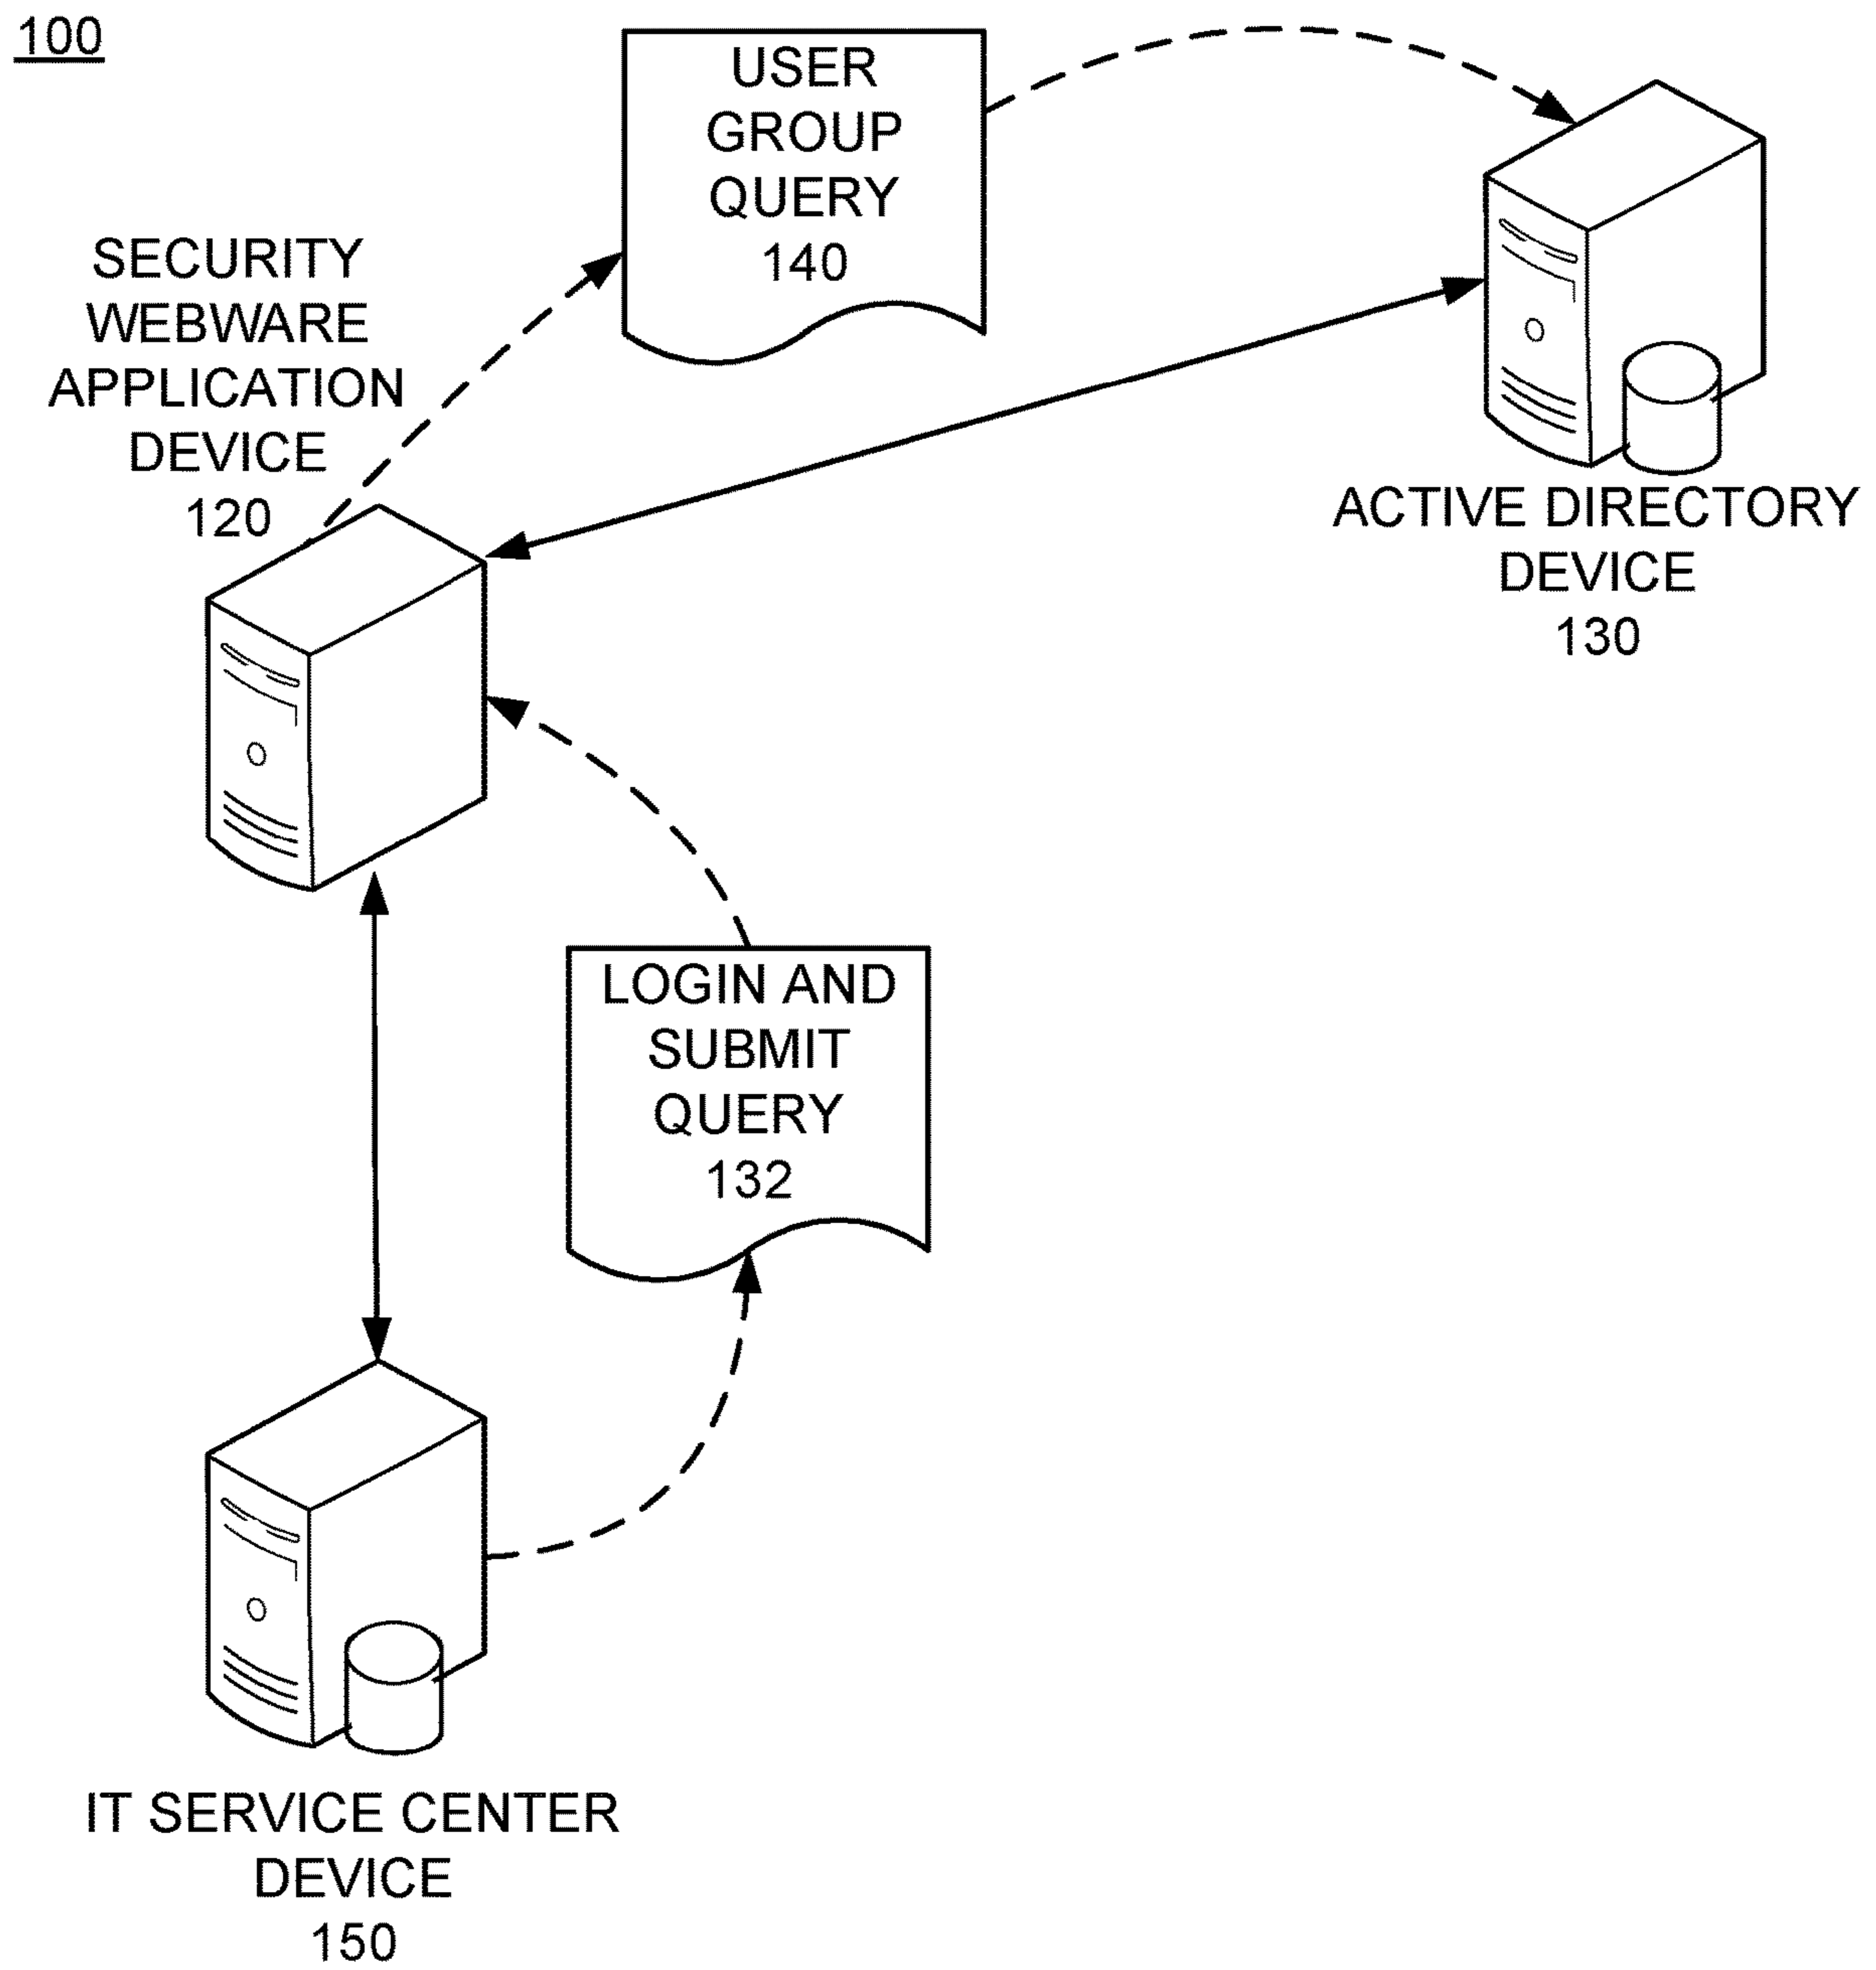 100
USER
GROUP
QUERY
140
SECURITY
WEBWARE
APPLICATION
DEVICE
120
ACTIVE DIRECTORY
DEVICE
130
LOGIN AND
SUBMIT
QUERY
132
IT SERVICE CENTER
DEVICE
150